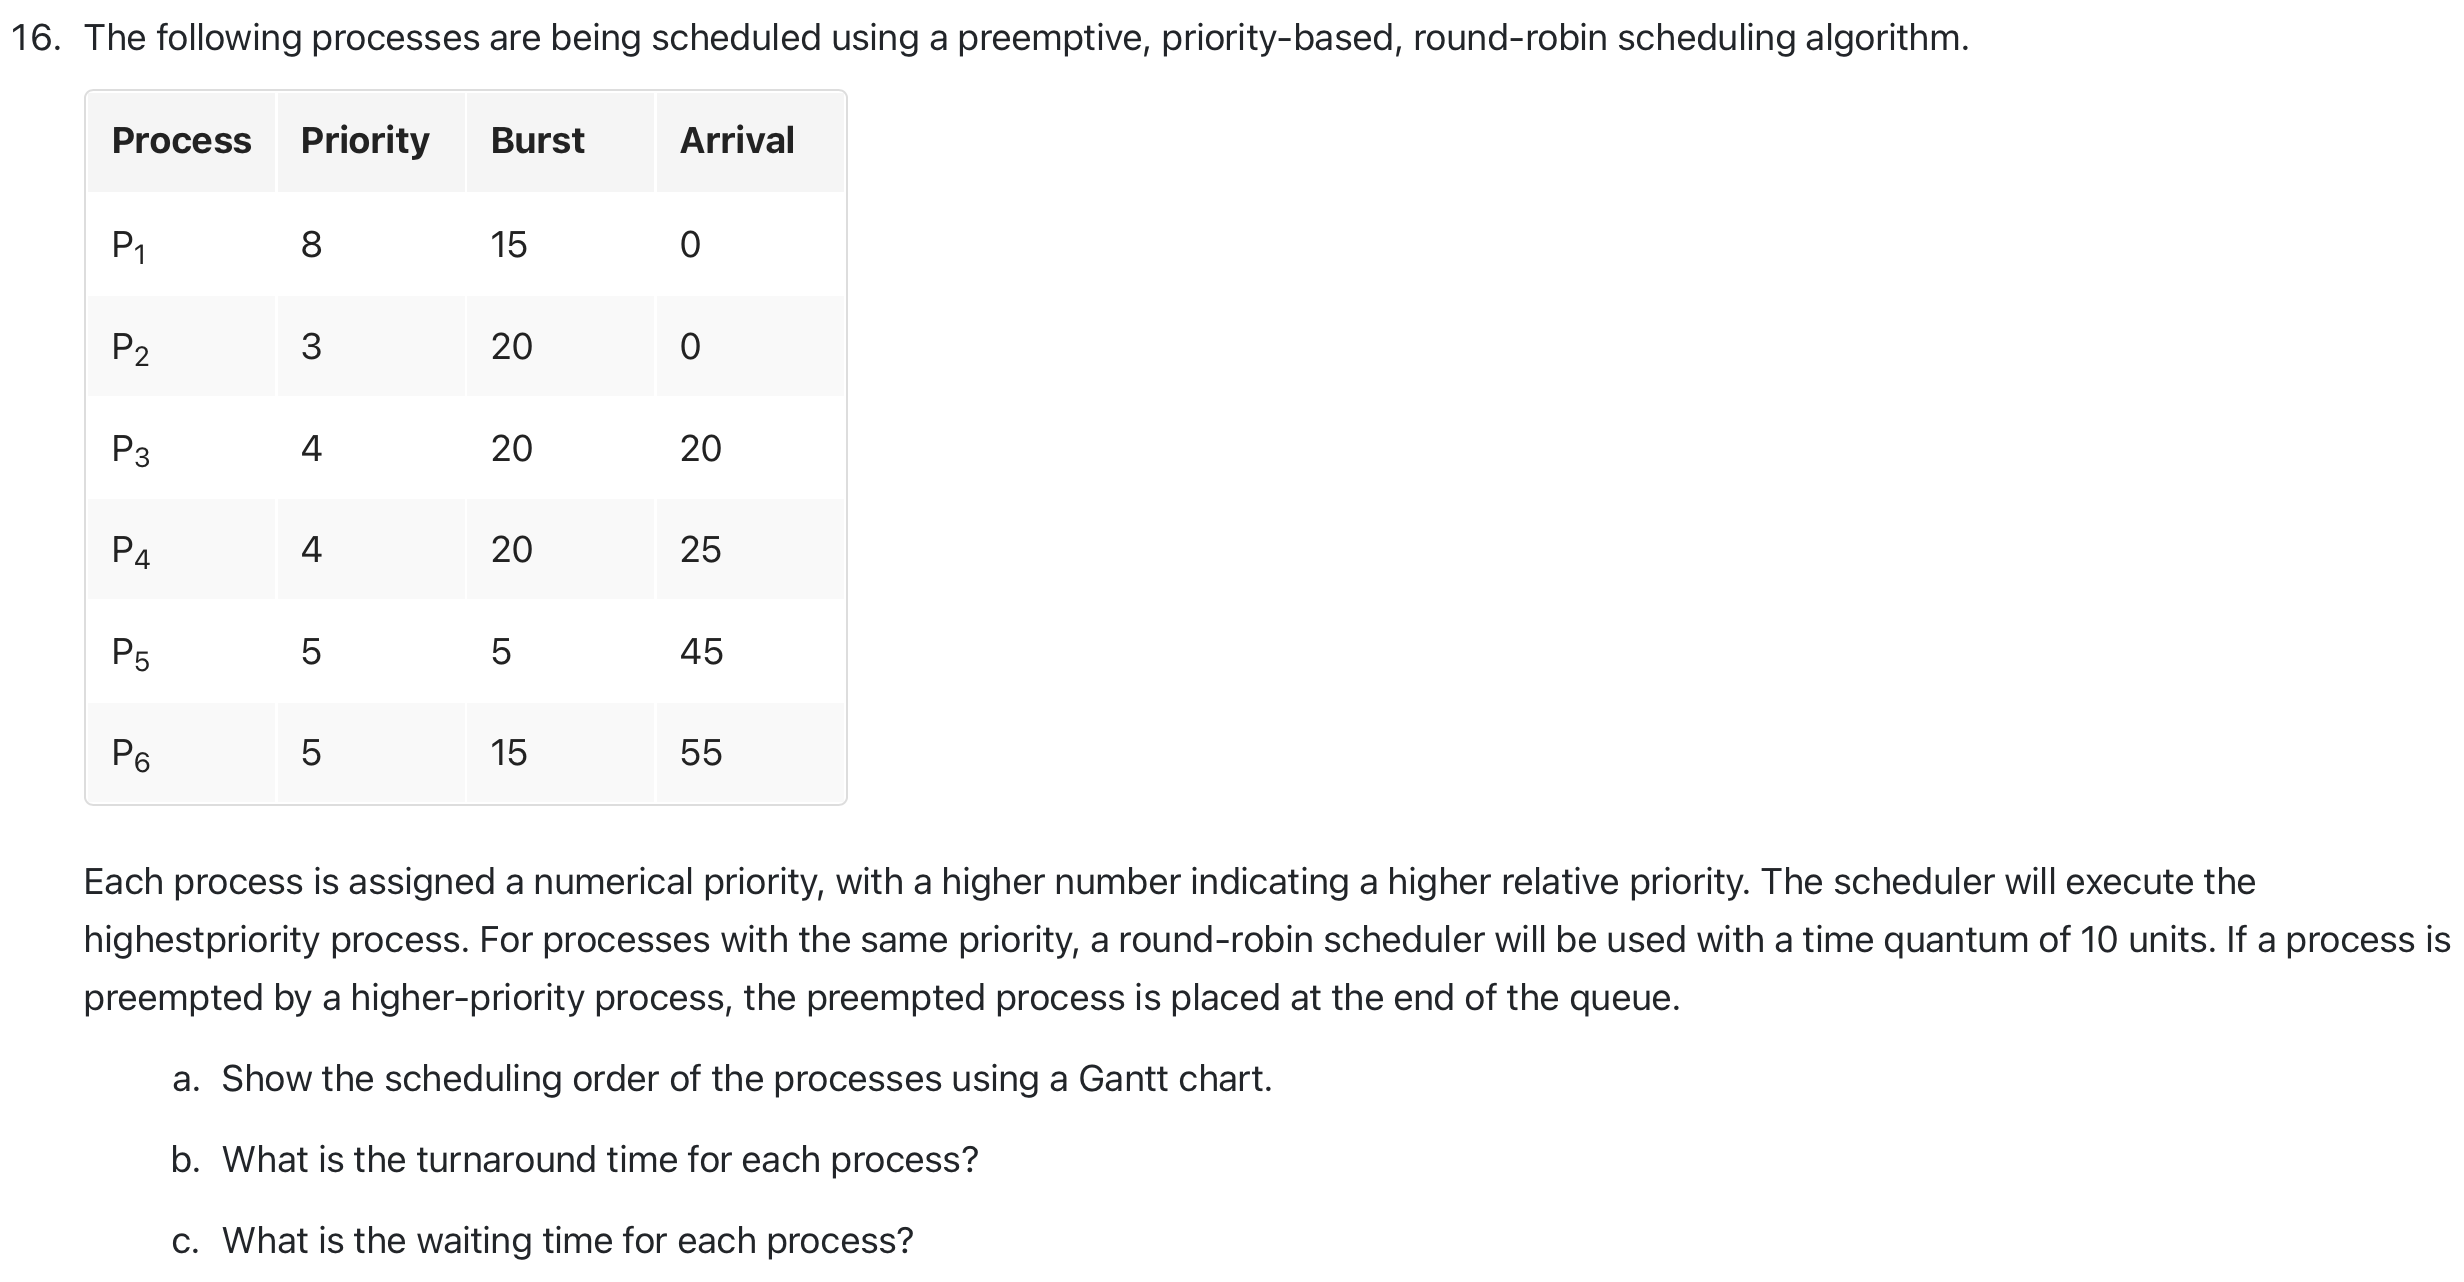 16. The following processes are being scheduled using a preemptive, priority-based, round-robin scheduling algorithm.
Process Priority Burst Arrival
P₁ 8 15 0
P₂ 3 20 0
P₃ 4 20 20
P₄ 4 20 25
P₅ 5 5 45
P₆ 5 15 55
Each process is assigned a numerical priority, with a higher number indicating a higher relative priority. The scheduler will execute the
highestpriority process. For processes with the same priority, a round-robin scheduler will be used with a time quantum of 10 units. If a process is
preempted by a higher-priority process, the preempted process is placed at the end of the queue.
a. Show the scheduling order of the processes using a Gantt chart.
b. What is the turnaround time for each process?
c. What is the waiting time for each process?